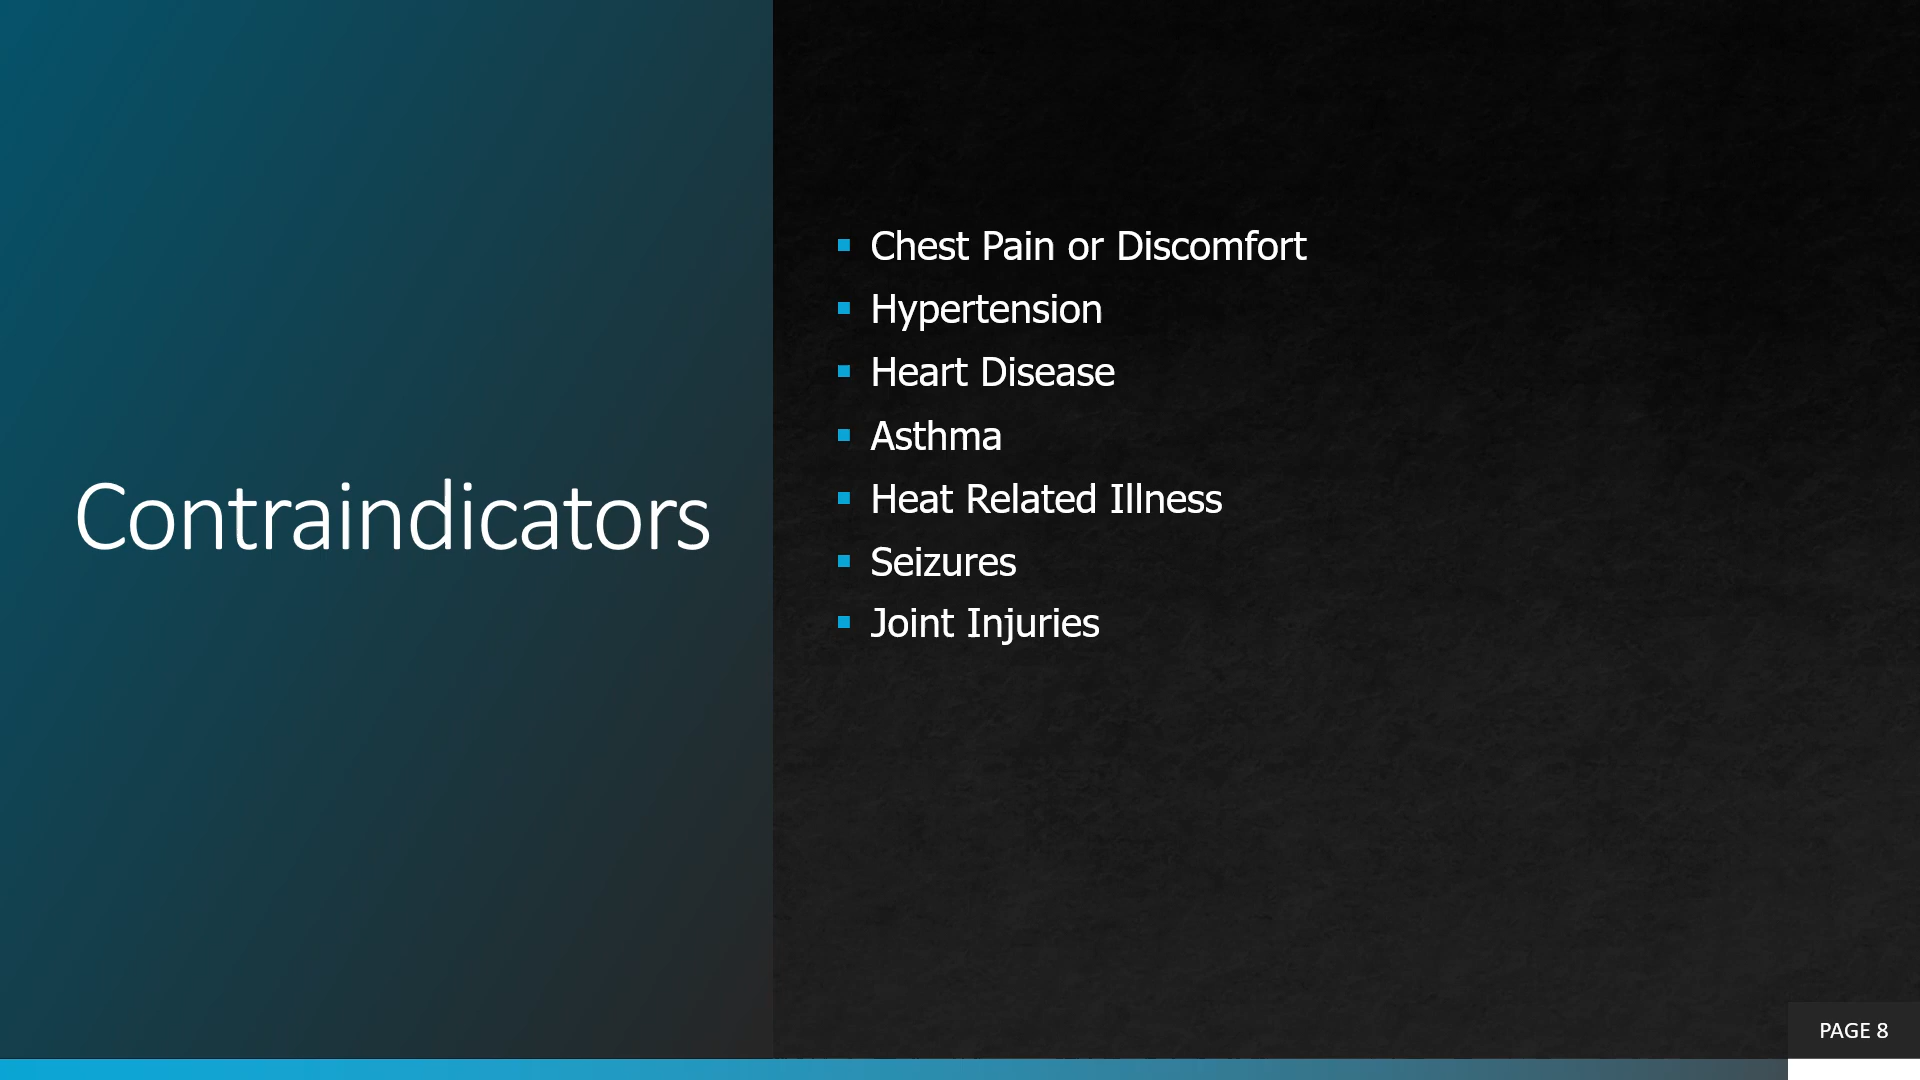 Contraindicators
▪ Chest Pain or Discomfort
▪ Hypertension
▪ Heart Disease
▪ Asthma
▪ Heat Related Illness
▪ Seizures
▪ Joint Injuries
PAGE 8